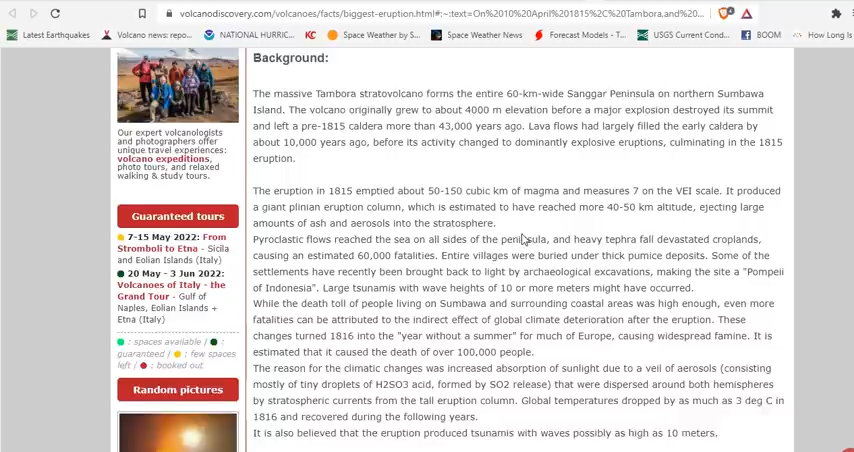 volcanodiscovery.com/volcanoes/facts/biggest-eruption.html#:~:text=On%2010%20April%201815%2C%20Tambora,and%20...
4
Latest Earthquakes
Volcano news: repo...
NATIONAL HURRIC...
KC
Space Weather by S...
Space Weather News
Forecast Models - T...
USGS Current Cond...
BOOM
How Long Is
Our expert volcanologists
and photographers offer
unique travel experiences:
volcano expeditions,
photo tours, and relaxed
walking & study tours.
Guaranteed tours
7-15 May 2022: From
Stromboli to Etna - Sicila
and Eolian Islands (Italy)
20 May - 3 Jun 2022:
Volcanoes of Italy - the
Grand Tour - Gulf of
Naples, Eolian Islands +
Etna (Italy)
: spaces available / :
guaranteed / : few spaces
left / : booked out
Random pictures
Background:
The massive Tambora stratovolcano forms the entire 60-km-wide Sanggar Peninsula on northern Sumbawa
Island. The volcano originally grew to about 4000 m elevation before a major explosion destroyed its summit
and left a pre-1815 caldera more than 43,000 years ago. Lava flows had largely filled the early caldera by
about 10,000 years ago, before its activity changed to dominantly explosive eruptions, culminating in the 1815
eruption.
The eruption in 1815 emptied about 50-150 cubic km of magma and measures 7 on the VEI scale. It produced
a giant plinian eruption column, which is estimated to have reached more 40-50 km altitude, ejecting large
amounts of ash and aerosols into the stratosphere.
Pyroclastic flows reached the sea on all sides of the peninsula, and heavy tephra fall devastated croplands,
causing an estimated 60,000 fatalities. Entire villages were buried under thick pumice deposits. Some of the
settlements have recently been brought back to light by archaeological excavations, making the site a "Pompeii
of Indonesia". Large tsunamis with wave heights of 10 or more meters might have occurred.
While the death toll of people living on Sumbawa and surrounding coastal areas was high enough, even more
fatalities can be attributed to the indirect effect of global climate deterioration after the eruption. These
changes turned 1816 into the "year without a summer" for much of Europe, causing widespread famine. It is
estimated that it caused the death of over 100,000 people.
The reason for the climatic changes was increased absorption of sunlight due to a veil of aerosols (consisting
mostly of tiny droplets of H2SO3 acid, formed by SO2 release) that were dispersed around both hemispheres
by stratospheric currents from the tall eruption column. Global temperatures dropped by as much as 3 deg C in
1816 and recovered during the following years.
It is also believed that the eruption produced tsunamis with waves possibly as high as 10 meters.